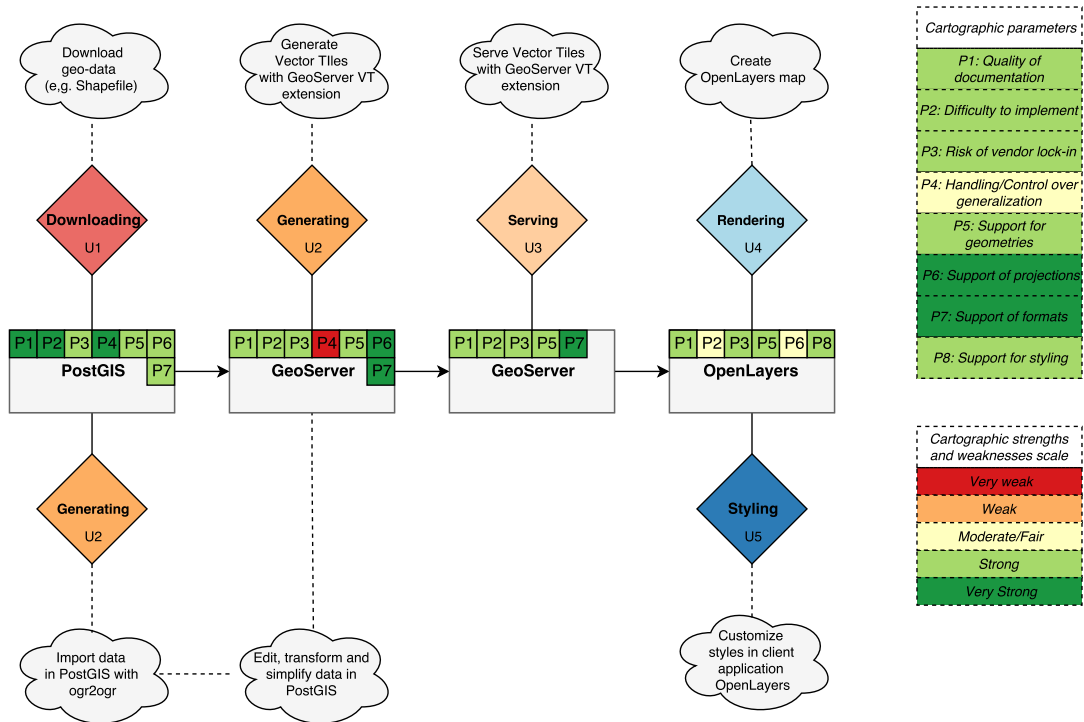 Download
geo-data
(e,g. Shapefile)
Generate
Vector TIles
with GeoServer VT
extension
Serve Vector Tiles
with GeoServer VT
extension
Create
OpenLayers map
Downloading
U1
Generating
U2
Serving
U3
Rendering
U4
P1 P2 P3 P4 P5 P6
P7
PostGIS
P1 P2 P3 P4 P5 P6
P7
GeoServer
P1 P2 P3 P5 P7
GeoServer
P1 P2 P3 P5 P6 P8
OpenLayers
Generating
U2
Styling
U5
Import data
in PostGIS with
ogr2ogr
Edit, transform and
simplify data in
PostGIS
Customize
styles in client
application
OpenLayers
Cartographic parameters
P1: Quality of
documentation
P2: Difficulty to implement
P3: Risk of vendor lock-in
P4: Handling/Control over
generalization
P5: Support for
geometries
P6: Support of projections
P7: Support of formats
P8: Support for styling
Cartographic strengths
and weaknesses scale
Very weak
Weak
Moderate/Fair
Strong
Very Strong